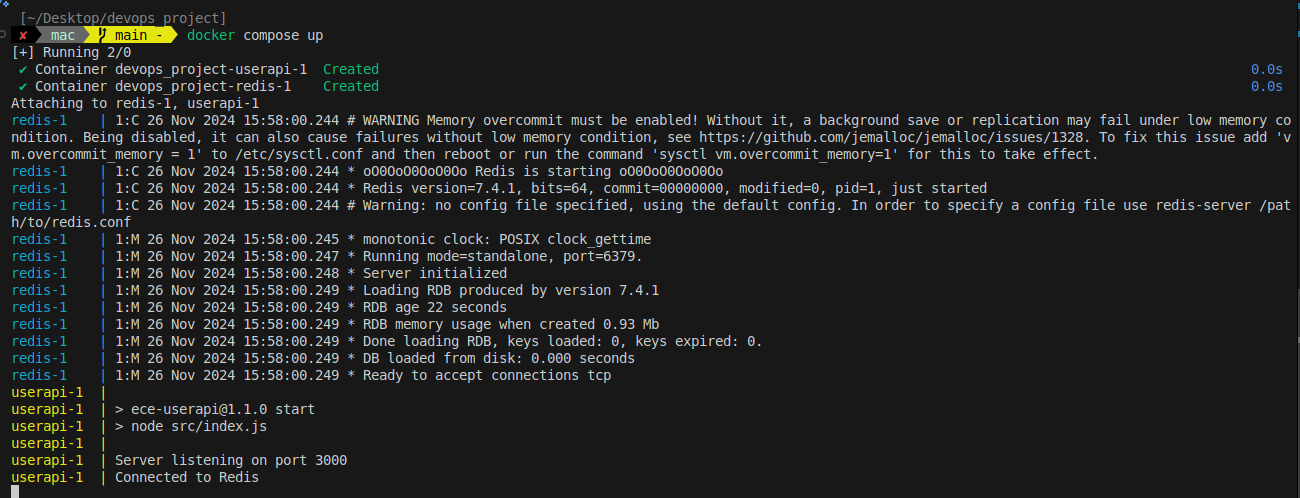 [~/Desktop/devops_project]
✘ mac main - docker compose up
[+] Running 2/0
✔ Container devops_project-userapi-1 Created 0.0s
✔ Container devops_project-redis-1 Created 0.0s
Attaching to redis-1, userapi-1
redis-1 | 1:C 26 Nov 2024 15:58:00.244 # WARNING Memory overcommit must be enabled! Without it, a background save or replication may fail under low memory co
ndition. Being disabled, it can also cause failures without low memory condition, see https://github.com/jemalloc/jemalloc/issues/1328. To fix this issue add 'v
m.overcommit_memory = 1' to /etc/sysctl.conf and then reboot or run the command 'sysctl vm.overcommit_memory=1' for this to take effect.
redis-1 | 1:C 26 Nov 2024 15:58:00.244 * oO0OoO0OoO0Oo Redis is starting oO0OoO0OoO0Oo
redis-1 | 1:C 26 Nov 2024 15:58:00.244 * Redis version=7.4.1, bits=64, commit=00000000, modified=0, pid=1, just started
redis-1 | 1:C 26 Nov 2024 15:58:00.244 # Warning: no config file specified, using the default config. In order to specify a config file use redis-server /pat
h/to/redis.conf
redis-1 | 1:M 26 Nov 2024 15:58:00.245 * monotonic clock: POSIX clock_gettime
redis-1 | 1:M 26 Nov 2024 15:58:00.247 * Running mode=standalone, port=6379.
redis-1 | 1:M 26 Nov 2024 15:58:00.248 * Server initialized
redis-1 | 1:M 26 Nov 2024 15:58:00.249 * Loading RDB produced by version 7.4.1
redis-1 | 1:M 26 Nov 2024 15:58:00.249 * RDB age 22 seconds
redis-1 | 1:M 26 Nov 2024 15:58:00.249 * RDB memory usage when created 0.93 Mb
redis-1 | 1:M 26 Nov 2024 15:58:00.249 * Done loading RDB, keys loaded: 0, keys expired: 0.
redis-1 | 1:M 26 Nov 2024 15:58:00.249 * DB loaded from disk: 0.000 seconds
redis-1 | 1:M 26 Nov 2024 15:58:00.249 * Ready to accept connections tcp
userapi-1 |
userapi-1 | > ece-userapi@1.1.0 start
userapi-1 | > node src/index.js
userapi-1 |
userapi-1 | Server listening on port 3000
userapi-1 | Connected to Redis